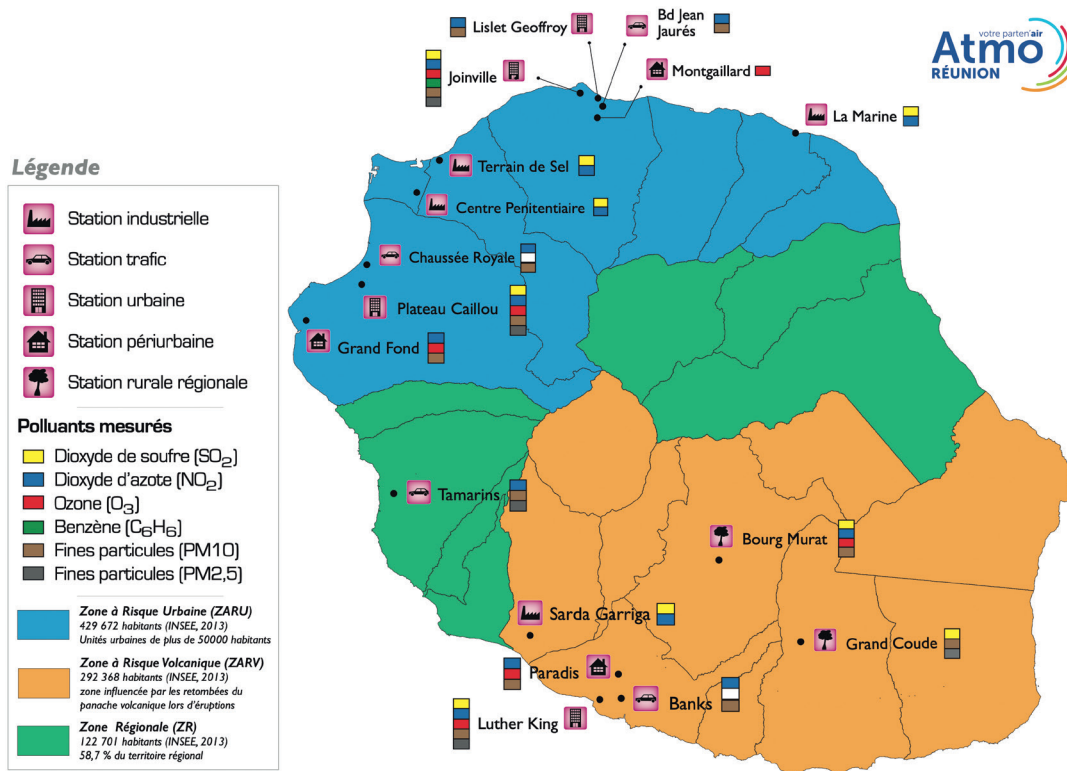 votre parten'air
Atmo
RÉUNION
Lislet Geoffroy
Bd Jean
Jaurés
Joinville
Montgaillard
La Marine
Terrain de Sel
Centre Penitentiaire
Chaussée Royale
Plateau Caillou
Grand Fond
Tamarins
Bourg Murat
Sarda Garriga
Grand Coude
Paradis
Banks
Luther King
Légende
Station industrielle
Station trafic
Station urbaine
Station périurbaine
Station rurale régionale
Polluants mesurés
Dioxyde de soufre (SO2)
Dioxyde d'azote (NO2)
Ozone (O3)
Benzène (C6H6)
Fines particules (PM10)
Fines particules (PM2,5)
Zone à Risque Urbaine (ZARU)
429 672 habitants (INSEE, 2013)
Unités urbaines de plus de 50000 habitants
Zone à Risque Volcanique (ZARV)
292 368 habitants (INSEE, 2013)
zone influencée par les retombées du
panache volcanique lors d'éruptions
Zone Régionale (ZR)
122 701 habitants (INSEE, 2013)
58,7 % du territoire régional